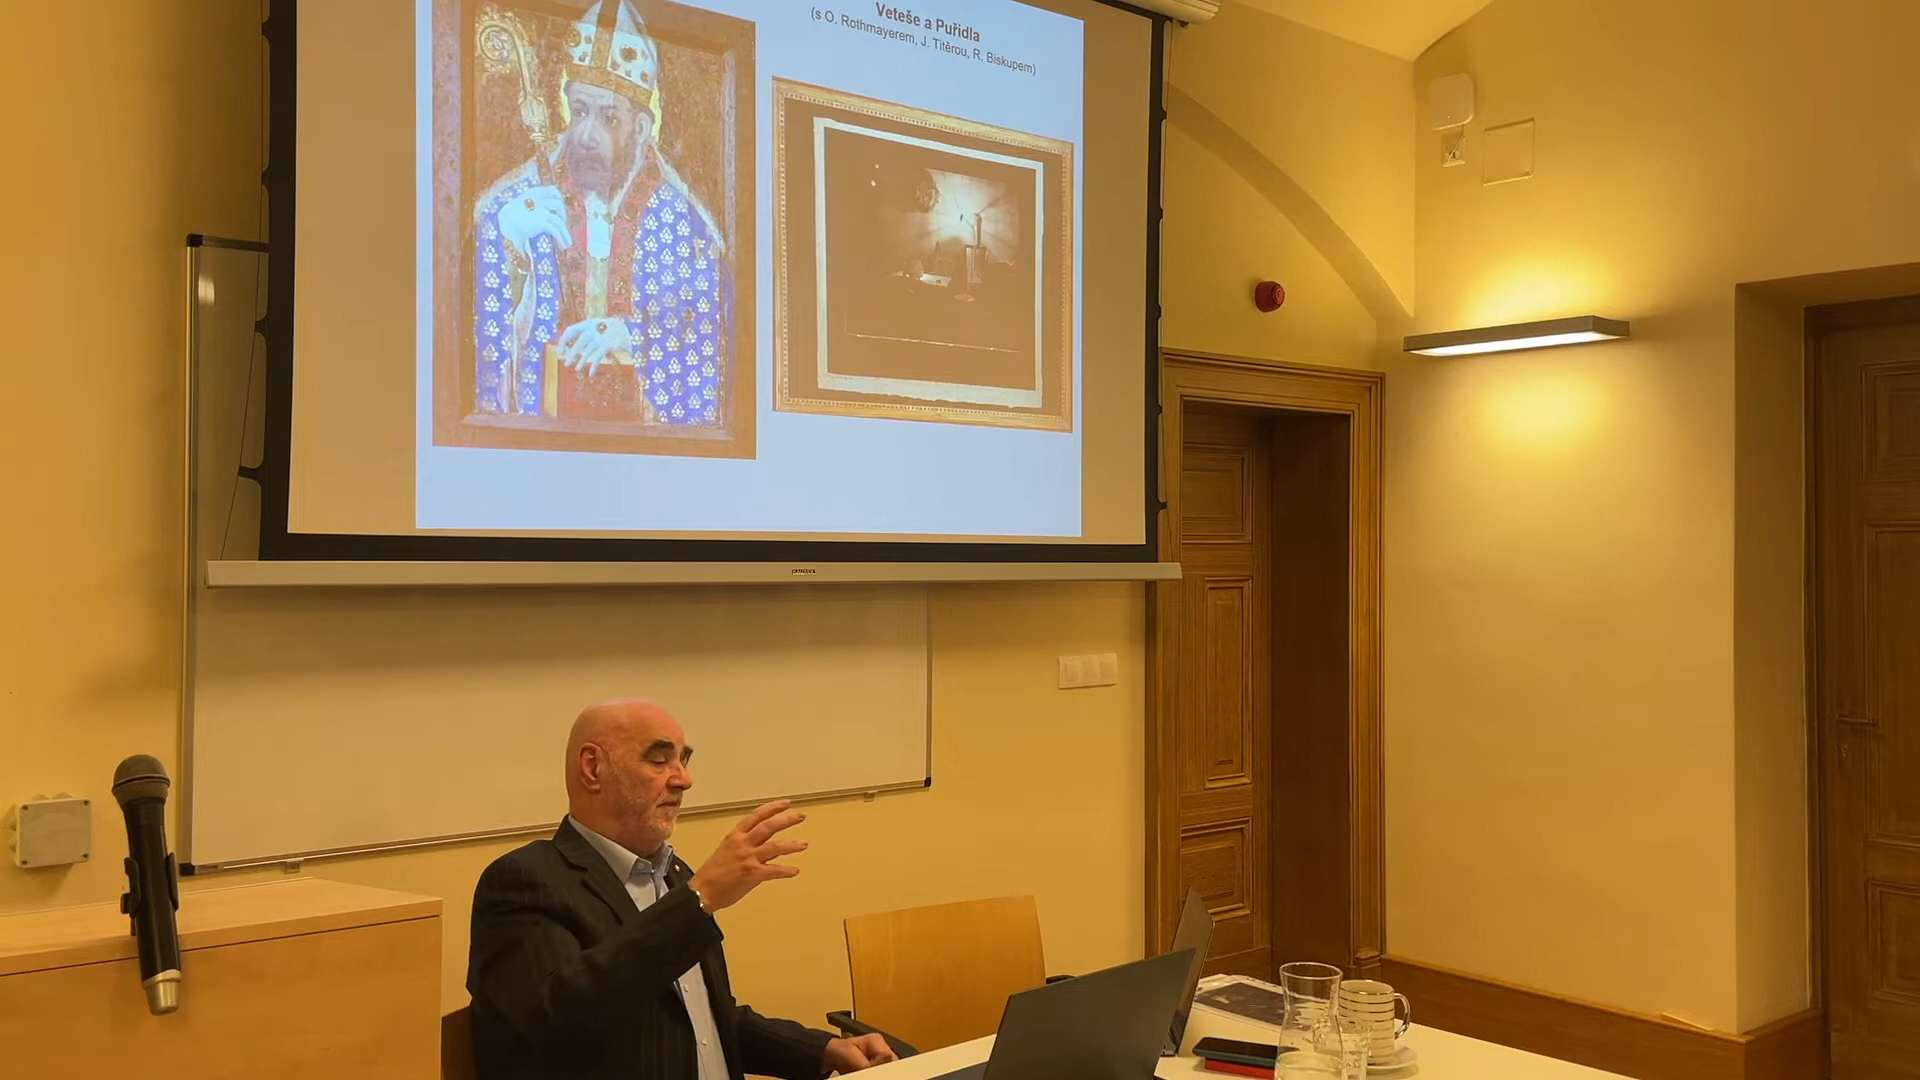 Veteše a Puřidla
(s O. Rothmayerem, J. Titěrou, R. Biskupem)